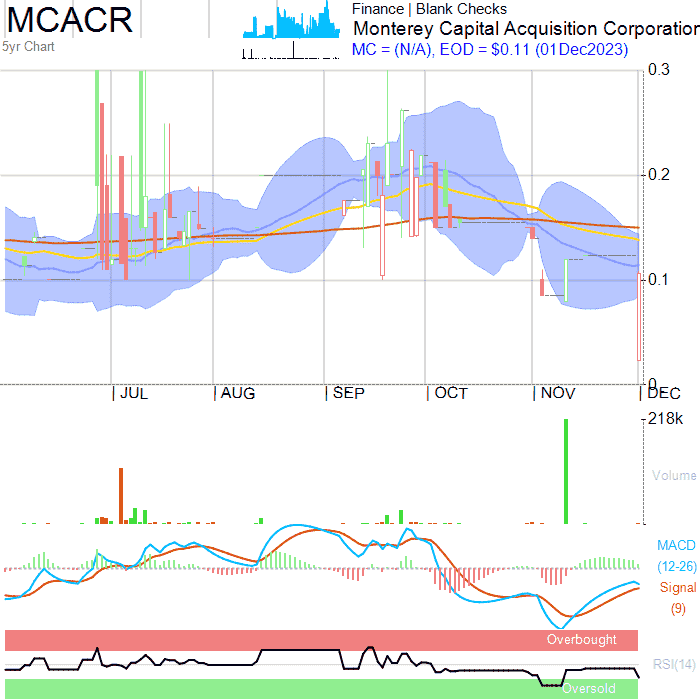 MCACR
5yr Chart
Finance | Blank Checks
Monterey Capital Acquisition Corporation
MC = (N/A), EOD = $0.11 (01Dec2023)
0.3
0.2
0.1
0
JUL
AUG
SEP
OCT
NOV
DEC
218k
Volume
MACD
(12-26)
Signal
(9)
Overbought
RSI(14)
Oversold